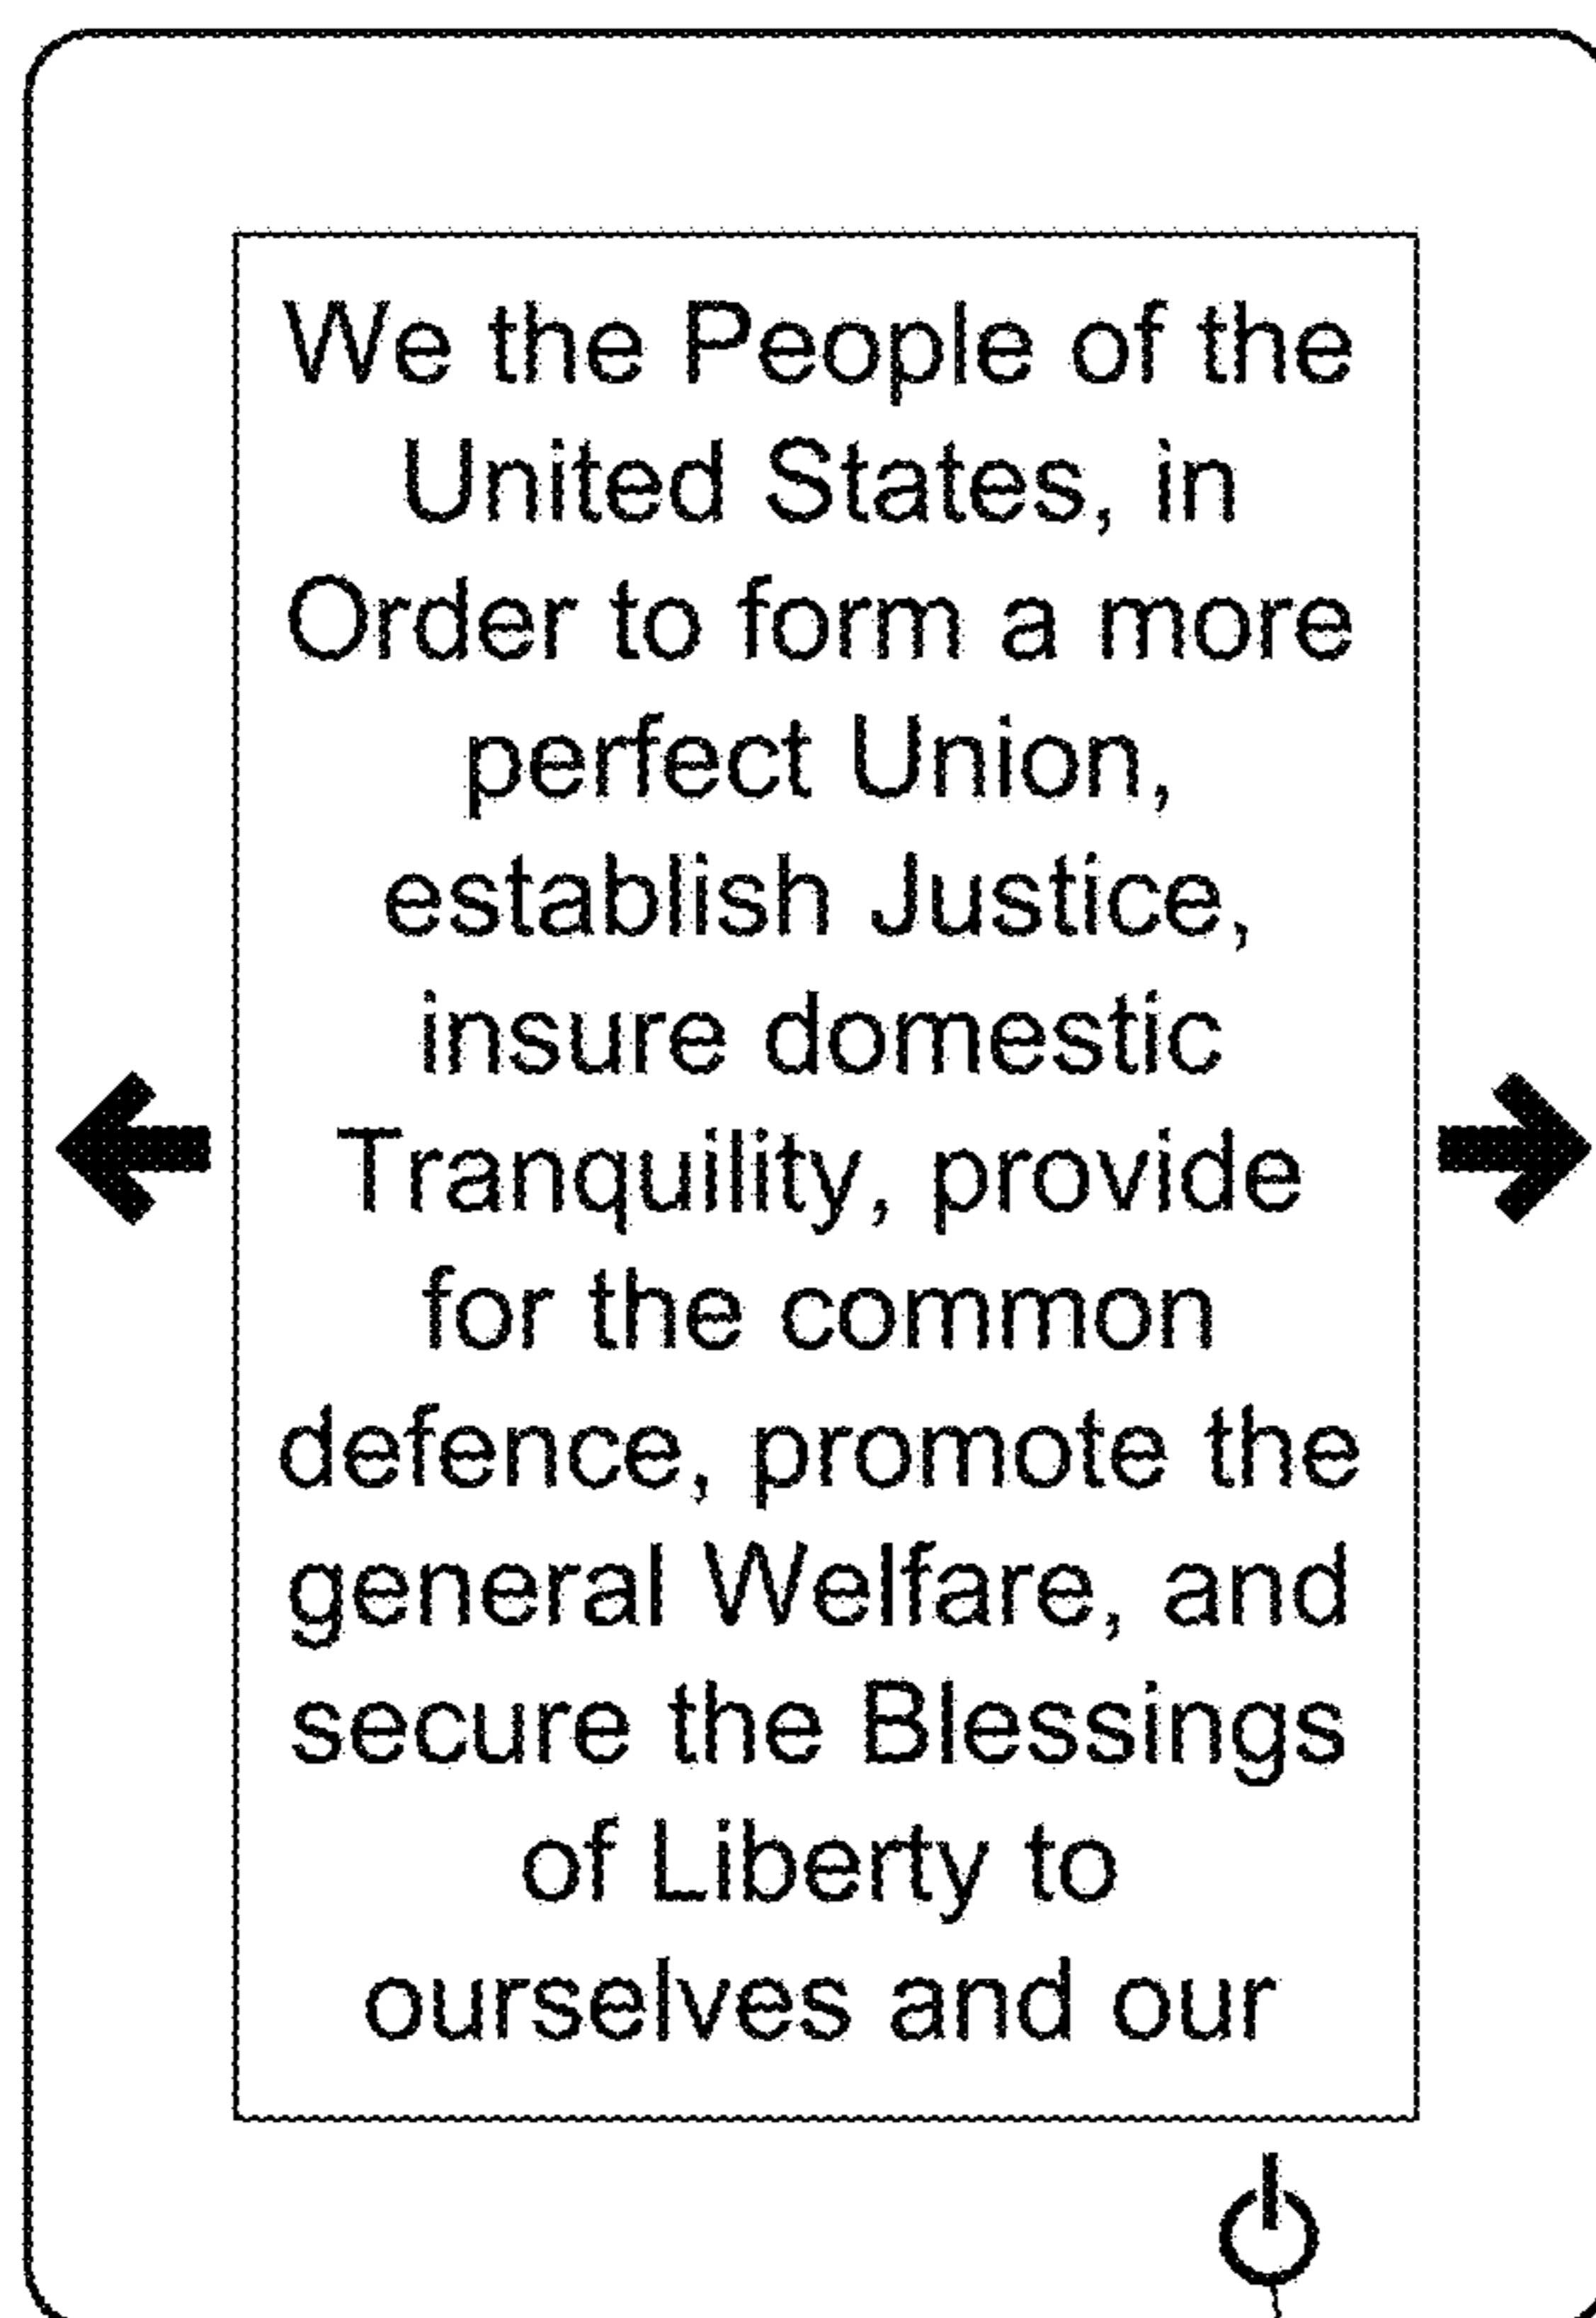 We the People of the
United States, in
Order to form a more
perfect Union,
establish Justice,
insure domestic
Tranquility, provide
for the common
defence, promote the
general Welfare, and
secure the Blessings
of Liberty to
ourselves and our